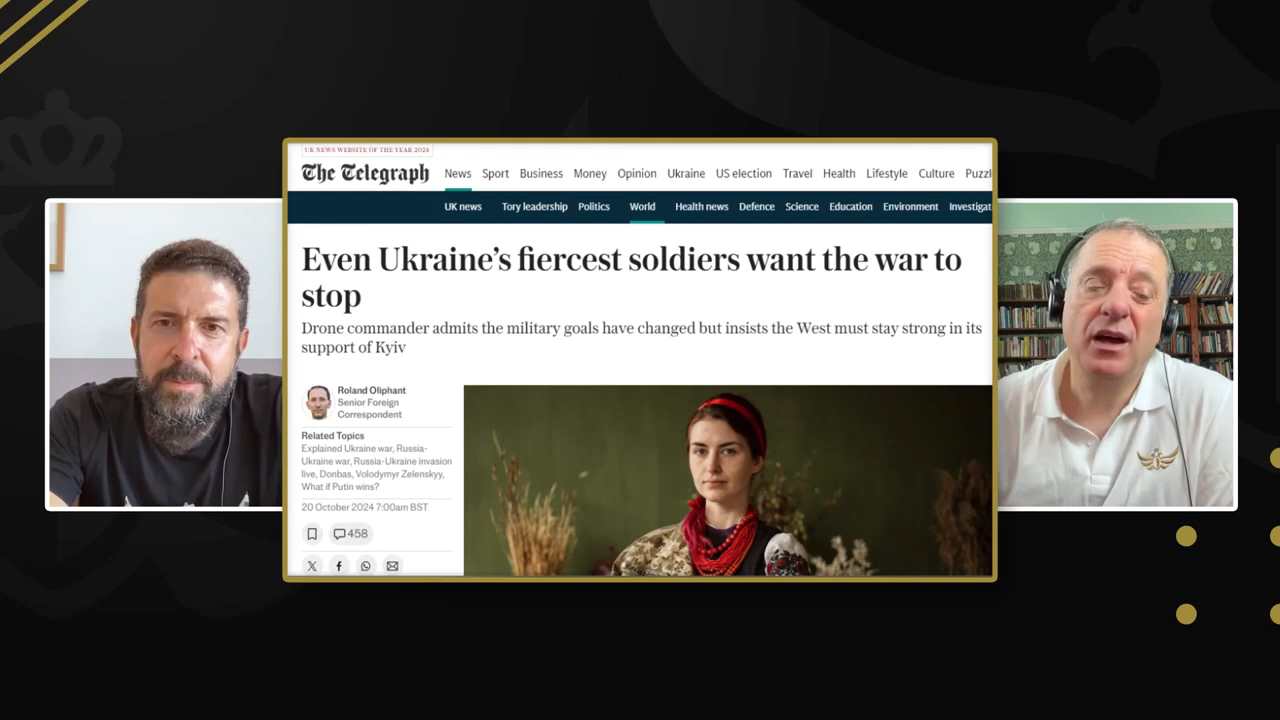 UK NEWS WEBSITE OF THE YEAR 2024
The Telegraph
News Sport Business Money Opinion Ukraine US election Travel Health Lifestyle Culture Puzzl
UK news Tory leadership Politics World Health news Defence Science Education Environment Investigat
Even Ukraine’s fiercest soldiers want the war to
stop
Drone commander admits the military goals have changed but insists the West must stay strong in its
support of Kyiv
Roland Oliphant
Senior Foreign
Correspondent
Related Topics
Explained Ukraine war, Russia-
Ukraine war, Russia-Ukraine invasion
live, Donbas, Volodymyr Zelenskyy,
What if Putin wins?
20 October 2024 7:00am BST
458